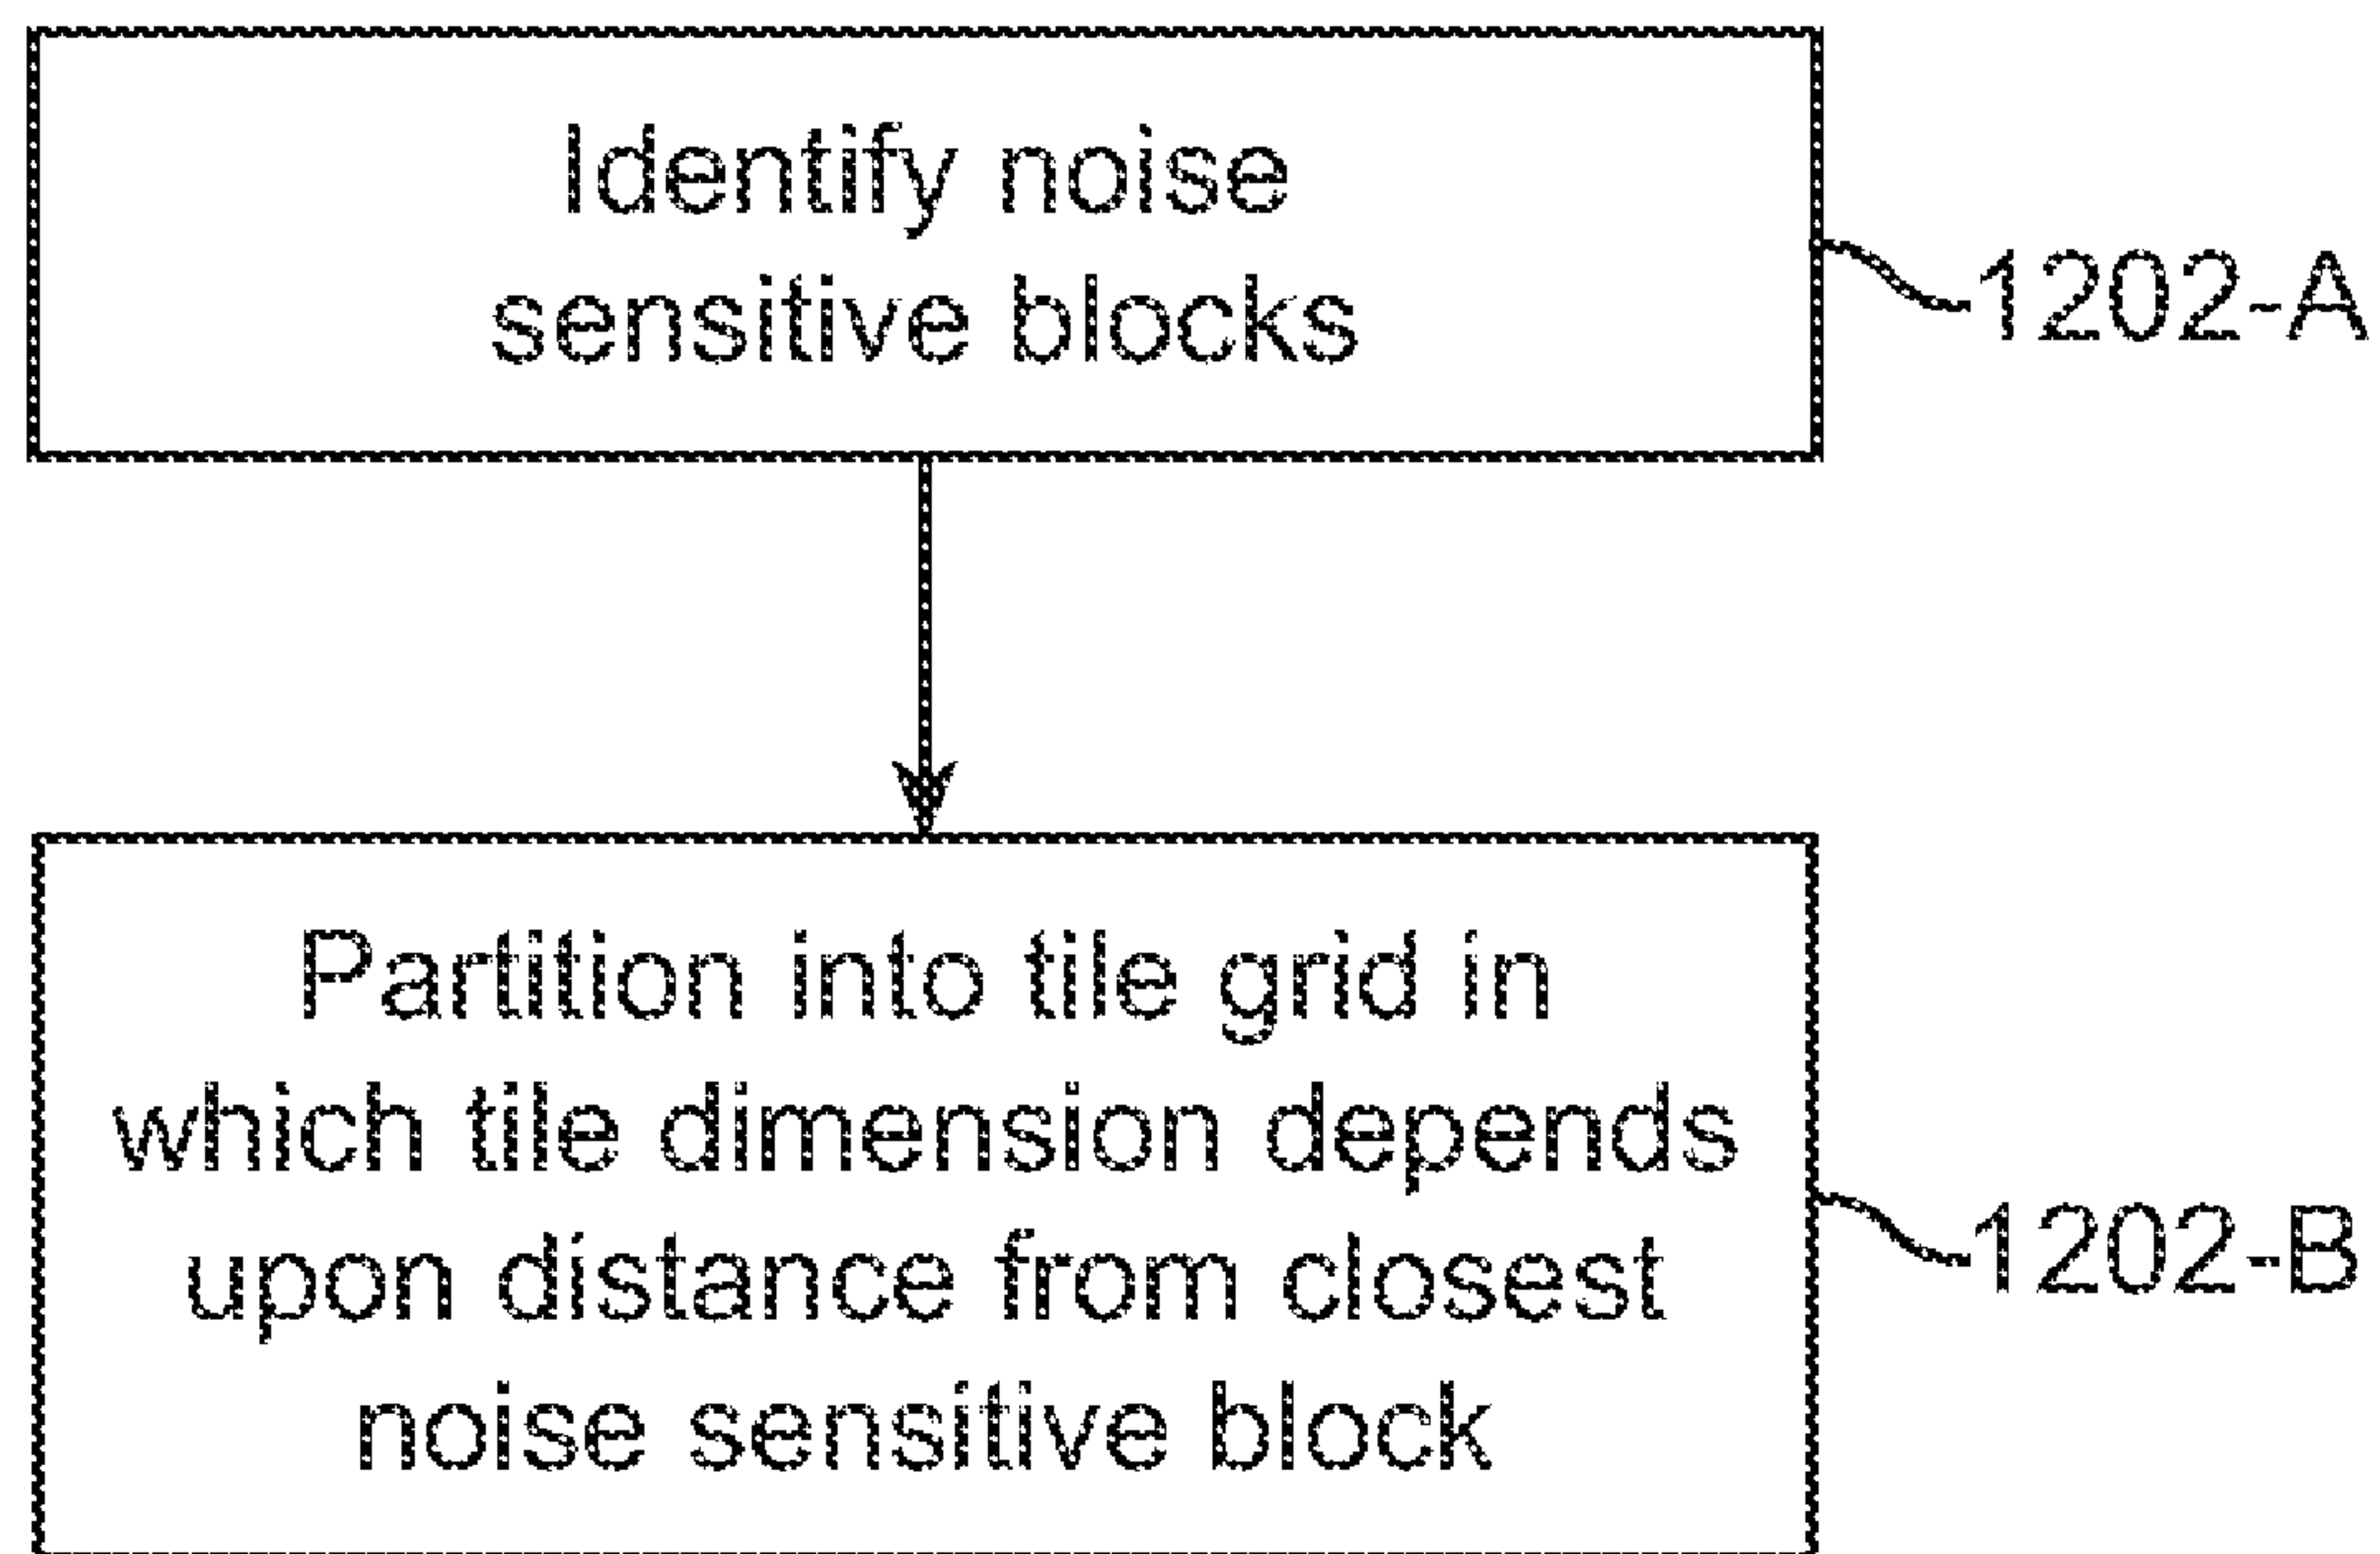 Identify noise
sensitive blocks
1202-A
Partition into tile grid in
which tile dimension depends
upon distance from closest
noise sensitive block
1202-B